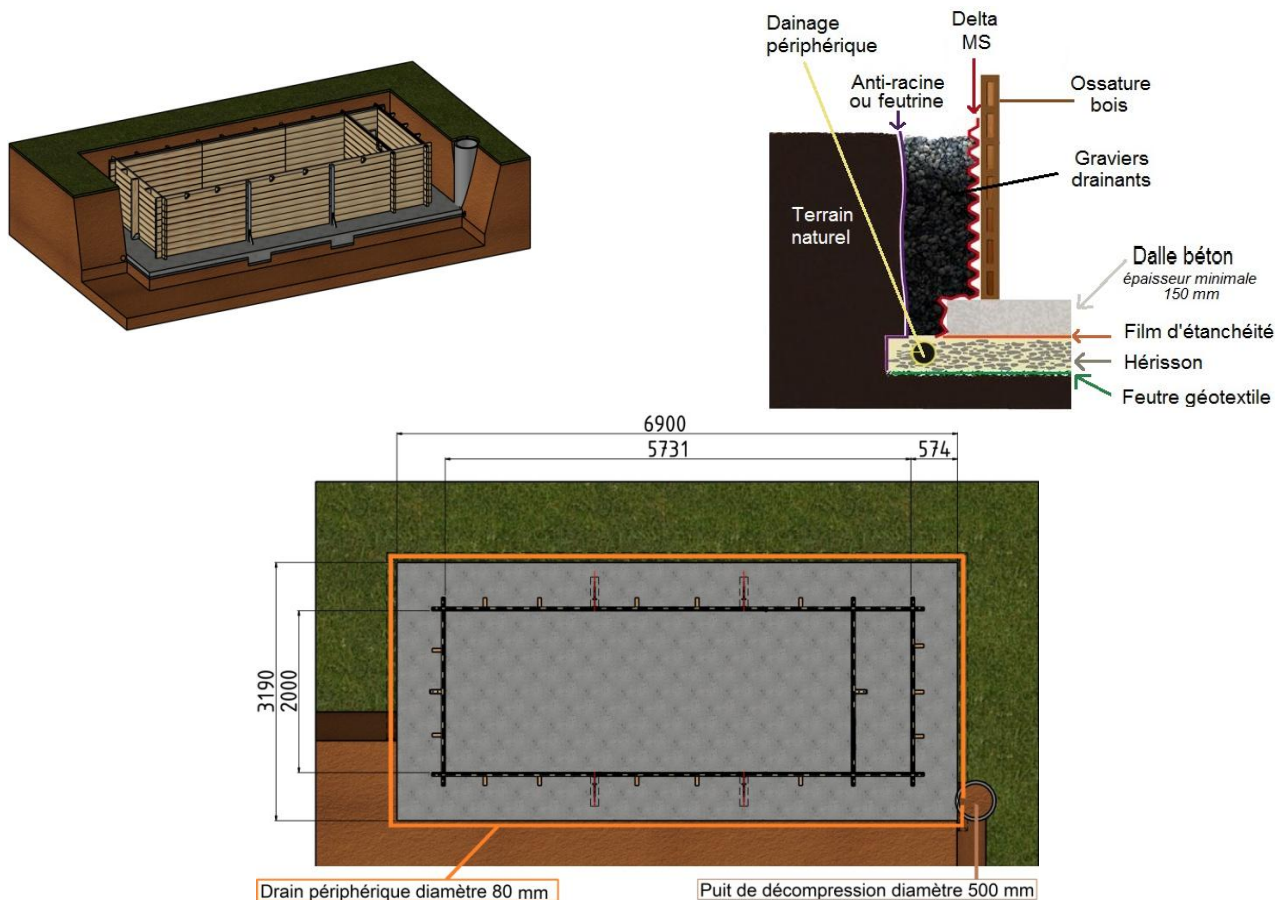 Dainage
périphérique
Delta
MS
Anti-racine
ou feutrine
Ossature
bois
Graviers
drainants
Terrain
naturel
Dalle béton
épaisseur minimale
150 mm
Film d'étanchéité
Hérisson
Feutre géotextile
6900
5731
574
3190
2000
Drain périphérique diamètre 80 mm
Puit de décompression diamètre 500 mm